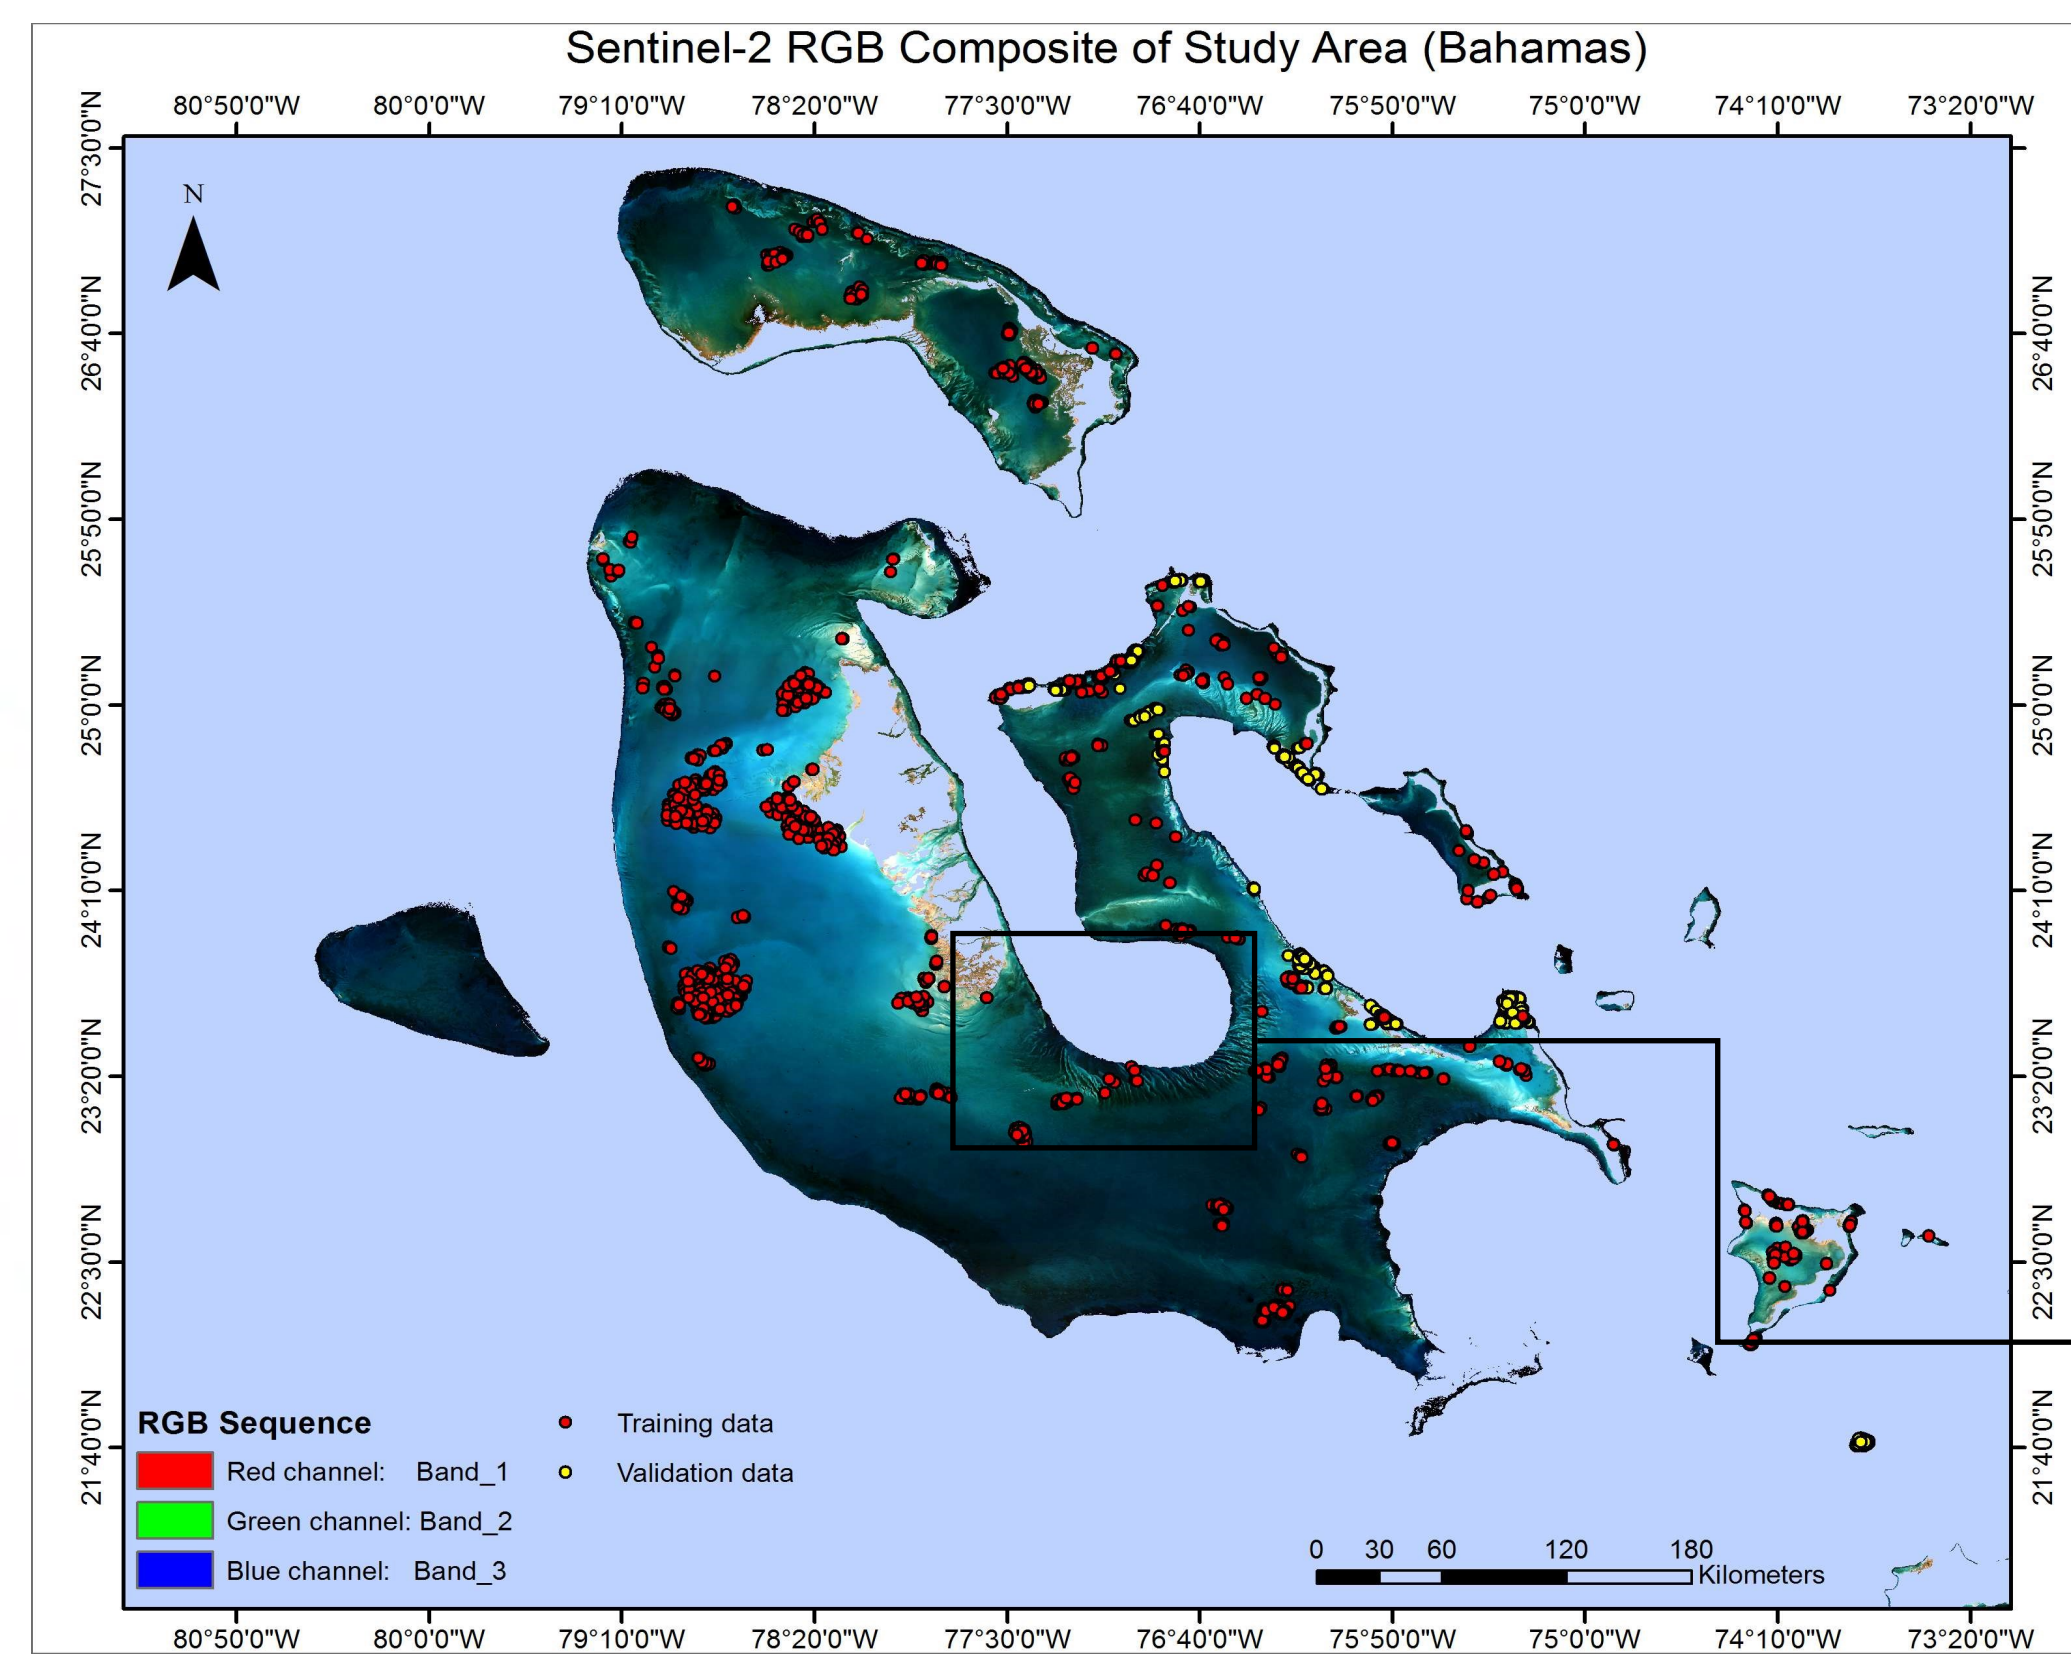 Sentinel-2 RGB Composite of Study Area (Bahamas)
80°50'0"W 80°0'0"W 79°10'0"W 78°20'0"W 77°30'0"W 76°40'0"W 75°50'0"W 75°0'0"W 74°10'0"W 73°20'0"W
27°30'0"N
N
26°40'0"N 26°40'0"N
25°50'0"N 25°50'0"N
25°0'0"N 25°0'0"N
24°10'0"N 24°10'0"N
23°20'0"N 23°20'0"N
22°30'0"N 22°30'0"N
21°40'0"N 21°40'0"N
RGB Sequence
Red channel: Band_1
Green channel: Band_2
Blue channel: Band_3
Training data
Validation data
0 30 60 120 180
Kilometers
80°50'0"W 80°0'0"W 79°10'0"W 78°20'0"W 77°30'0"W 76°40'0"W 75°50'0"W 75°0'0"W 74°10'0"W 73°20'0"W